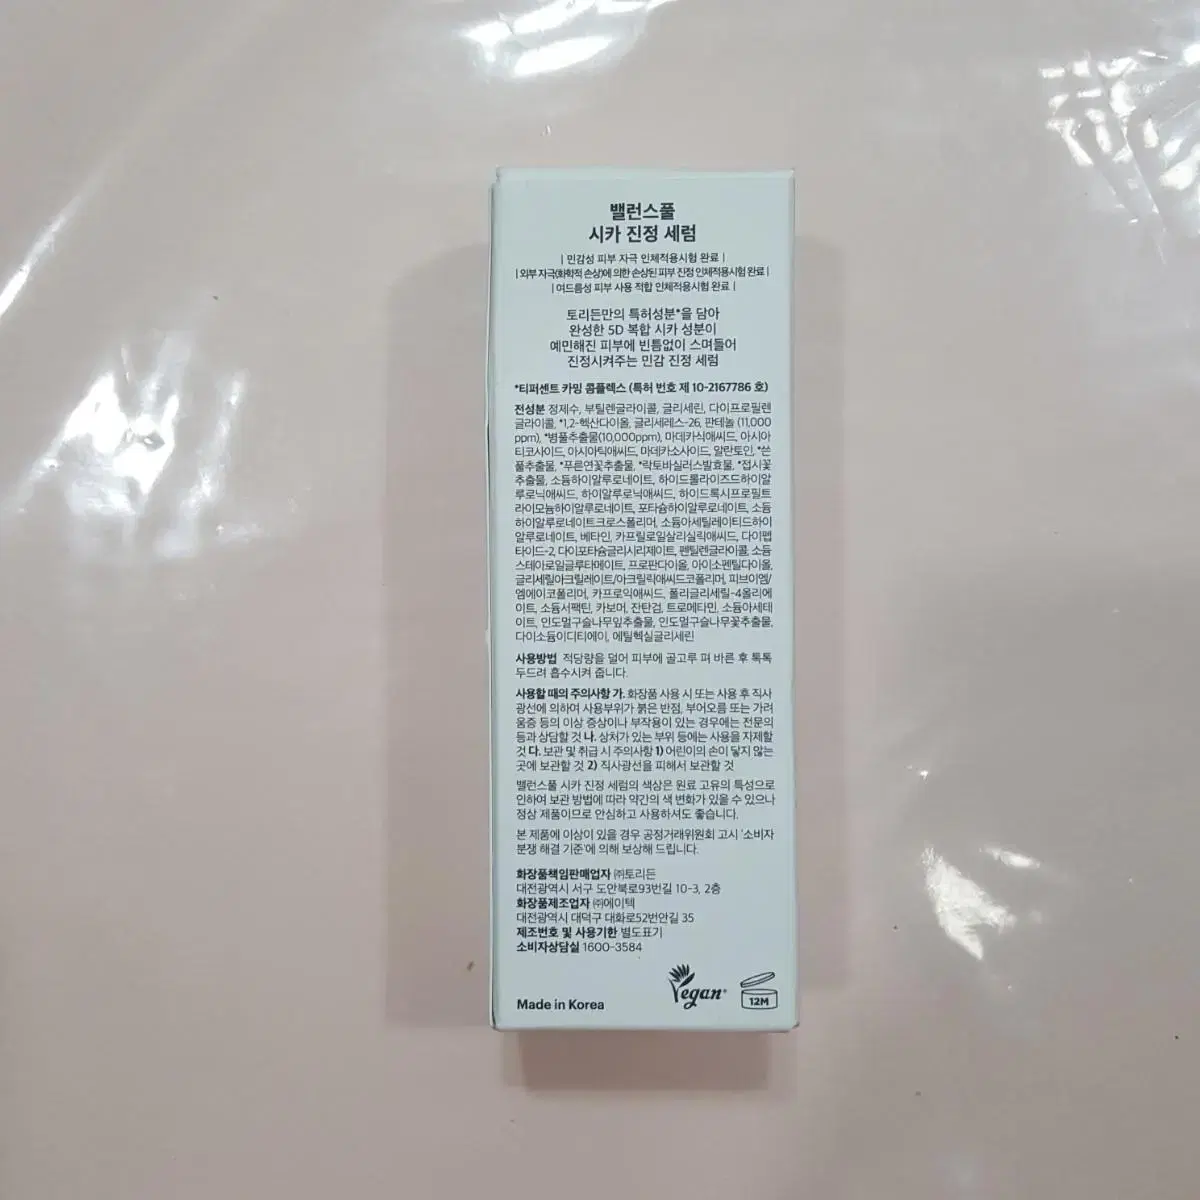 밸런스풀
시카 진정 세럼
| 민감성 피부 자극 인체적용시험 완료 |
| 외부 자극(화학적 손상)에 의한 손상된 피부 진정 인체적용시험 완료 |
| 여드름성 피부 사용 적합 인체적용시험 완료 |
토리든만의 특허성분*을 담아
완성한 5D 복합 시카 성분이
예민해진 피부에 빈틈없이 스며들어
진정시켜주는 민감 진정 세럼
*티퍼센트 카밍 콤플렉스 (특허 번호 제 10-2167786 호)
전성분 정제수, 부틸렌글라이콜, 글리세린, 다이프로필렌
글라이콜, *1,2-헥산다이올, 글리세레스-26, 판테놀 (11,000
ppm), *병풀추출물(10,000ppm), 마데카식애씨드, 아시아
티코사이드, 아시아틱애씨드, 마데카소사이드, 알란토인, *쑨
풀추출물, *푸른연꽃추출물, *락토바실러스발효물, *접시꽃
추출물, 소듐하이알루로네이트, 하이드롤라이즈드하이알
루로닉애씨드, 하이알루로닉애씨드, 하이드록시프로필트
라이모늄하이알루로네이트, 포타슘하이알루로네이트, 소듐
하이알루로네이트크로스폴리머, 소듐아세틸레이티드하이
알루로네이트, 베타인, 카프릴로일살리실릭애씨드, 다이펩
타이드-2, 다이포타슘글리시리제이트, 펜틸렌글라이콜, 소듐
스테아로일글루타메이트, 프로판다이올, 아이소펜틸다이올,
글리세릴아크릴레이트/아크릴릭애씨드코폴리머, 피브이엠/
엠에이코폴리머, 카프로익애씨드, 폴리글리세릴-4올리에
이트, 소듐서팩틴, 카보머, 잔탄검, 트로메타민, 소듐아세테
이트, 인도멀구슬나무잎추출물, 인도멀구슬나무꽃추출물,
다이소듐이디티에이, 에틸헥실글리세린
사용방법 적당량을 덜어 피부에 골고루 펴 바른 후 톡톡
두드려 흡수시켜 줍니다.
사용할 때의 주의사항 가. 화장품 사용 시 또는 사용 후 직사
광선에 의하여 사용부위가 붉은 반점, 부어오름 또는 가려
움증 등의 이상 증상이나 부작용이 있는 경우에는 전문의
등과 상담할 것 나. 상처가 있는 부위 등에는 사용을 자제할
것 다. 보관 및 취급 시 주의사항 1) 어린이의 손이 닿지 않는
곳에 보관할 것 2) 직사광선을 피해서 보관할 것
밸런스풀 시카 진정 세럼의 색상은 원료 고유의 특성으로
인하여 보관 방법에 따라 약간의 색 변화가 있을 수 있으나
정상 제품이므로 안심하고 사용하셔도 좋습니다.
본 제품에 이상이 있을 경우 공정거래위원회 고시 '소비자
분쟁 해결 기준'에 의해 보상해 드립니다.
화장품책임판매업자 ㈜토리든
대전광역시 서구 도안북로93번길 10-3, 2층
화장품제조업자 ㈜에이텍
대전광역시 대덕구 대화로52번안길 35
제조번호 및 사용기한 별도표기
소비자상담실 1600-3584
Made in Korea
Vegan
12M